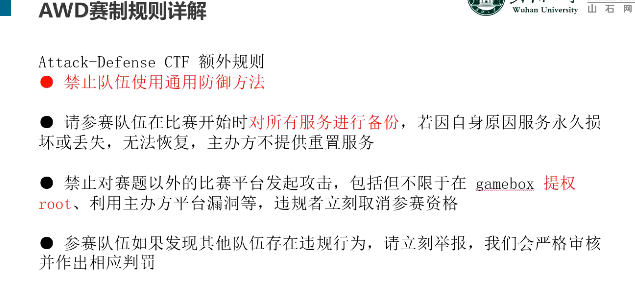 AWD赛制规则详解
Wuhan University
山石网
Attack-Defense CTF 额外规则
● 禁止队伍使用通用防御方法
● 请参赛队伍在比赛开始时对所有服务进行备份，若因自身原因服务永久损
坏或丢失，无法恢复，主办方不提供重置服务
● 禁止对赛题以外的比赛平台发起攻击，包括但不限于在 gamebox 提权
root、利用主办方平台漏洞等，违规者立刻取消参赛资格
● 参赛队伍如果发现其他队伍存在违规行为，请立刻举报，我们会严格审核
并作出相应判罚